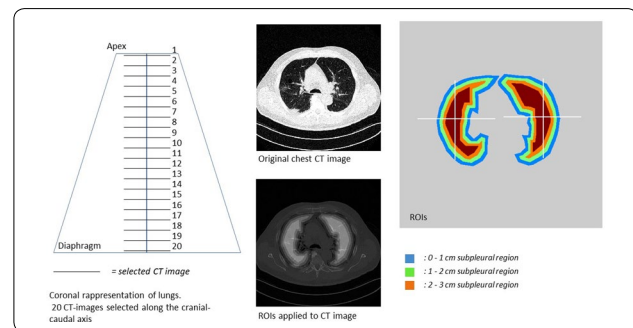 Apex
1
2
3
4
5
6
7
8
9
10
11
12
13
14
15
16
17
18
19
20
Diaphragm
= selected CT image
Coronal rappresentation of lungs.
20 CT-images selected along the cranial-
caudal axis
Original chest CT image
ROIs applied to CT image
ROIs
: 0 - 1 cm subpleural region
: 1 - 2 cm subpleural region
: 2 - 3 cm subpleural region